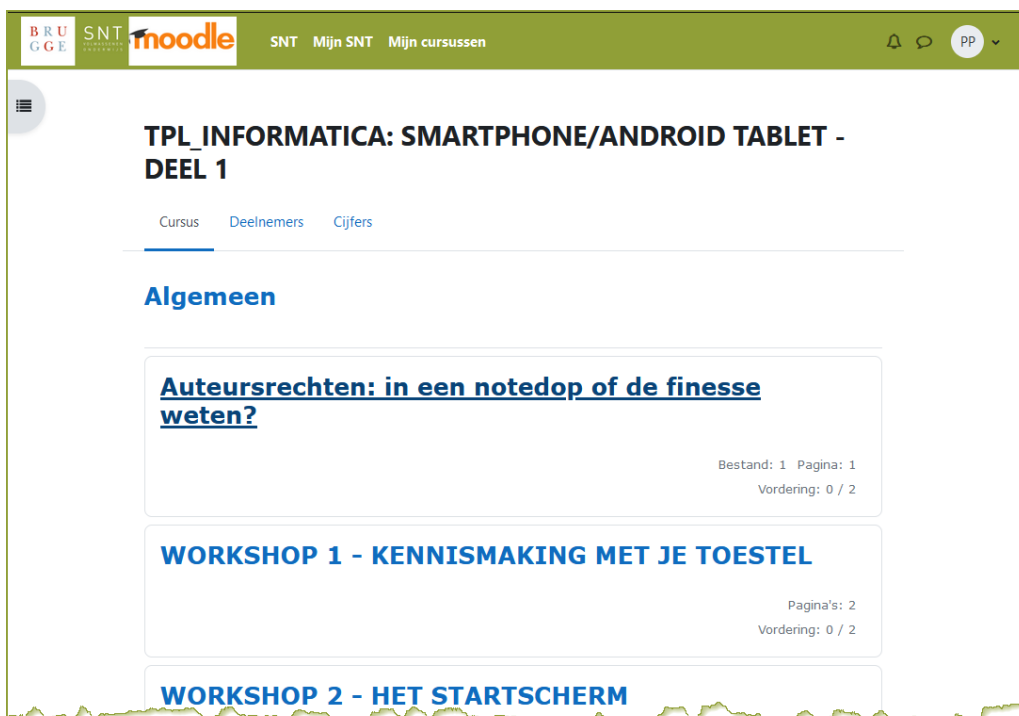 BRU
GGE
SNT
moodle
SNT Mijn SNT Mijn cursussen
PP
TPL_INFORMATICA: SMARTPHONE/ANDROID TABLET -
DEEL 1
Cursus Deelnemers Cijfers
Algemeen
Auteursrechten: in een notedop of de finesse
weten?
Bestand: 1 Pagina: 1
Vordering: 0 / 2
WORKSHOP 1 - KENNISMAKING MET JE TOESTEL
Pagina's: 2
Vordering: 0 / 2
WORKSHOP 2 - HET STARTSCHERM